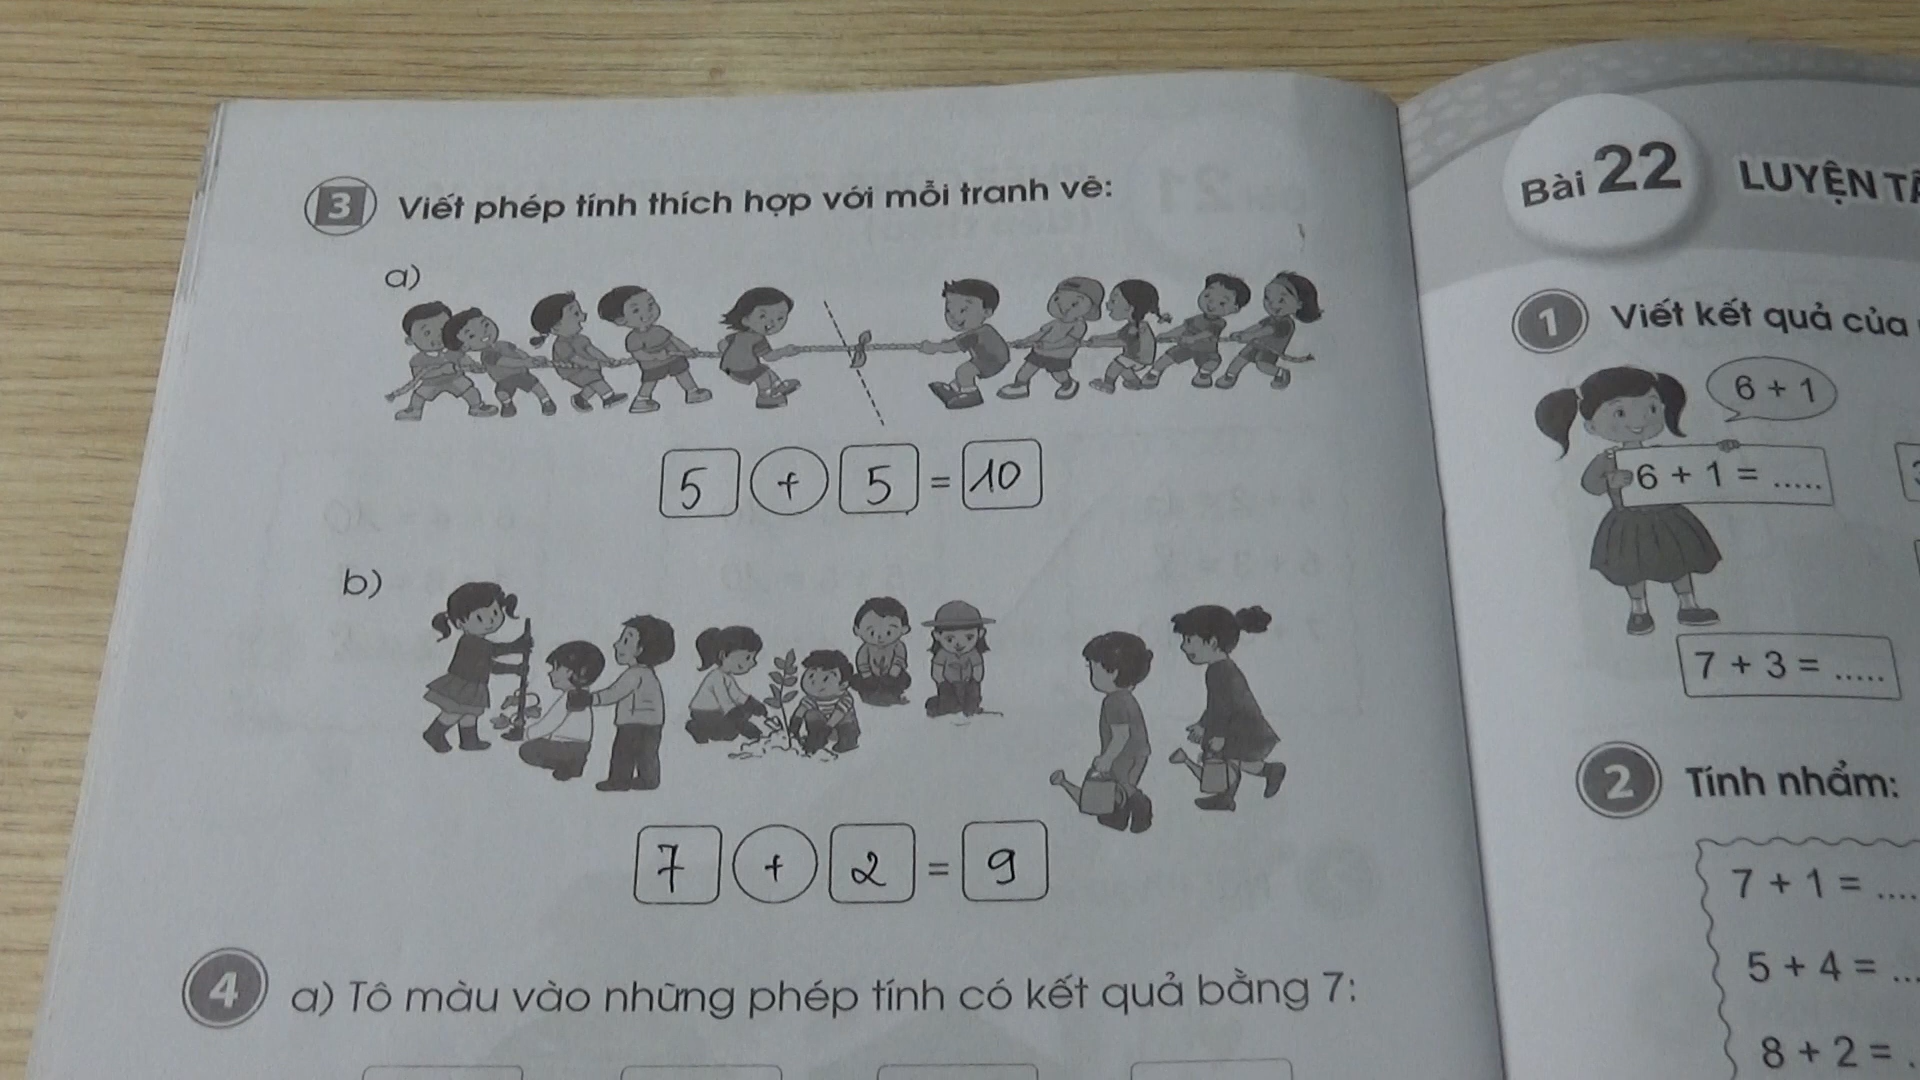 3 Viết phép tính thích hợp với mỗi tranh vẽ:
a)
5 + 5 = 10
b)
7 + 2 = 9
4 a) Tô màu vào những phép tính có kết quả bằng 7:
Bài 22 LUYỆN
1 Viết kết quả của
6 + 1
6 + 1 = .....
7 + 3 = .....
2 Tính nhẩm:
7 + 1 = ....
5 + 4 = ...
8 + 2 = .